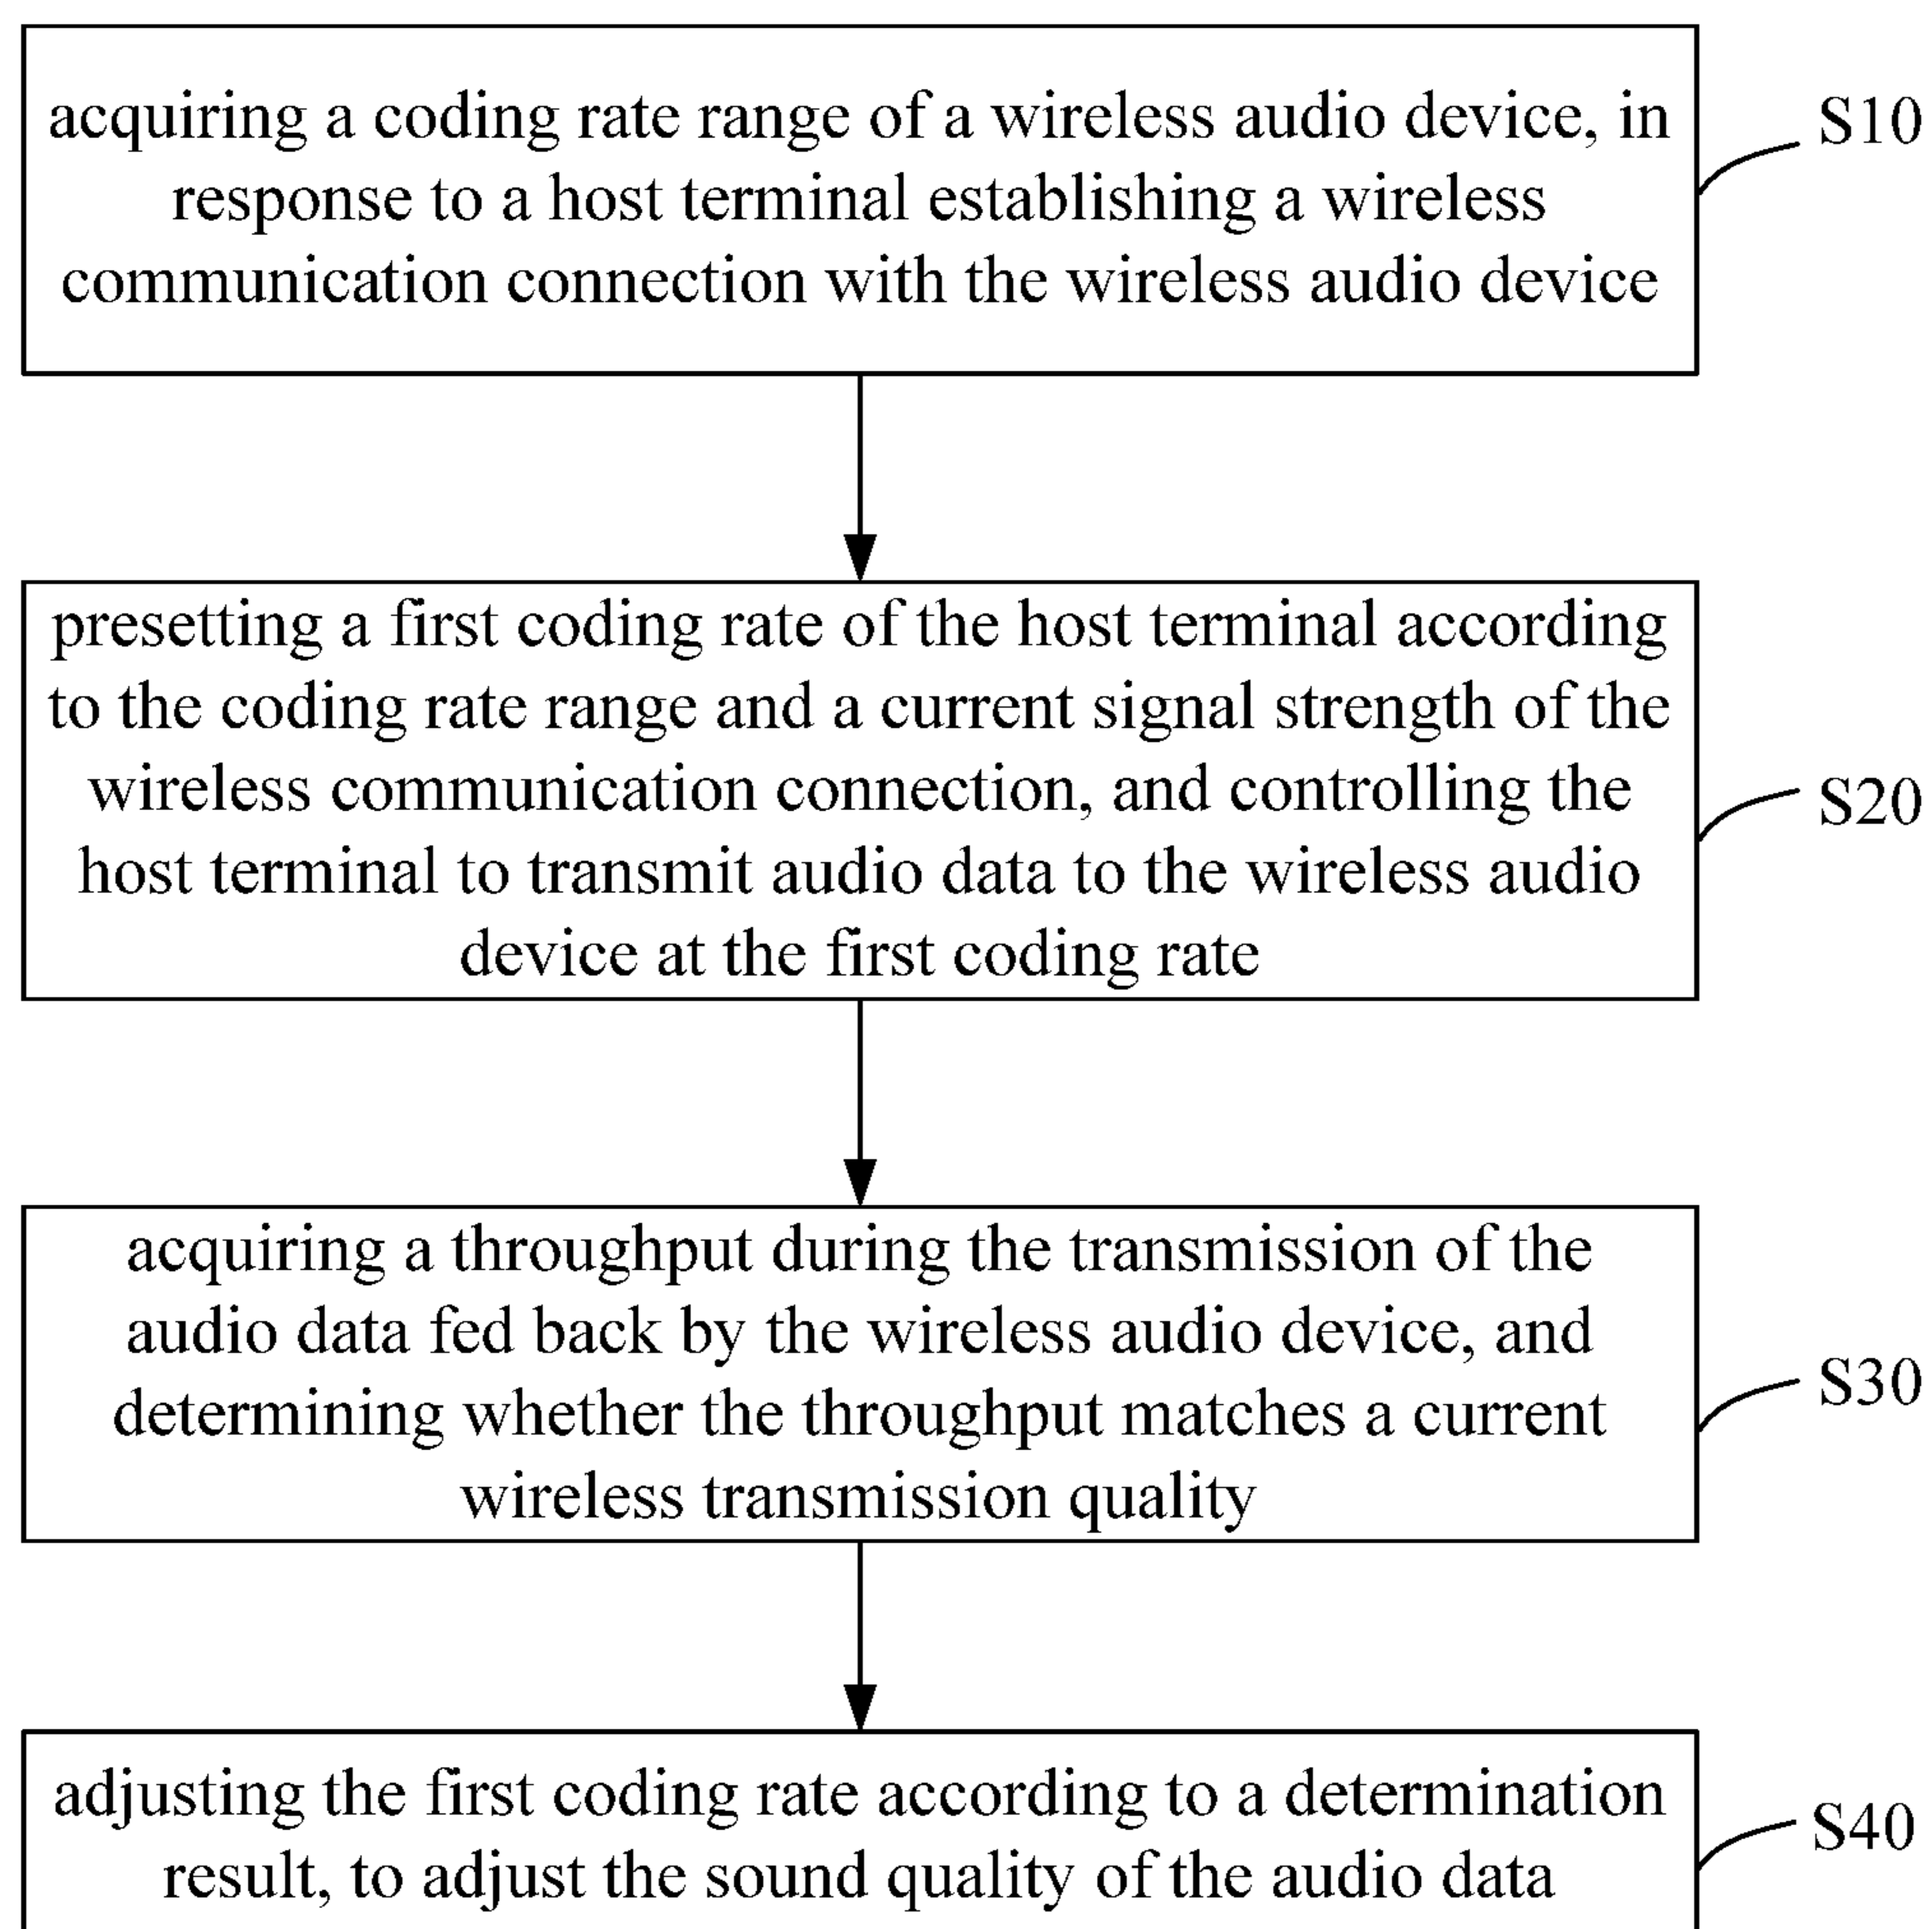 acquiring a coding rate range of a wireless audio device, in
response to a host terminal establishing a wireless
communication connection with the wireless audio device
S10
presetting a first coding rate of the host terminal according
to the coding rate range and a current signal strength of the
wireless communication connection, and controlling the
host terminal to transmit audio data to the wireless audio
device at the first coding rate
S20
acquiring a throughput during the transmission of the
audio data fed back by the wireless audio device, and
determining whether the throughput matches a current
wireless transmission quality
S30
adjusting the first coding rate according to a determination
result, to adjust the sound quality of the audio data
S40